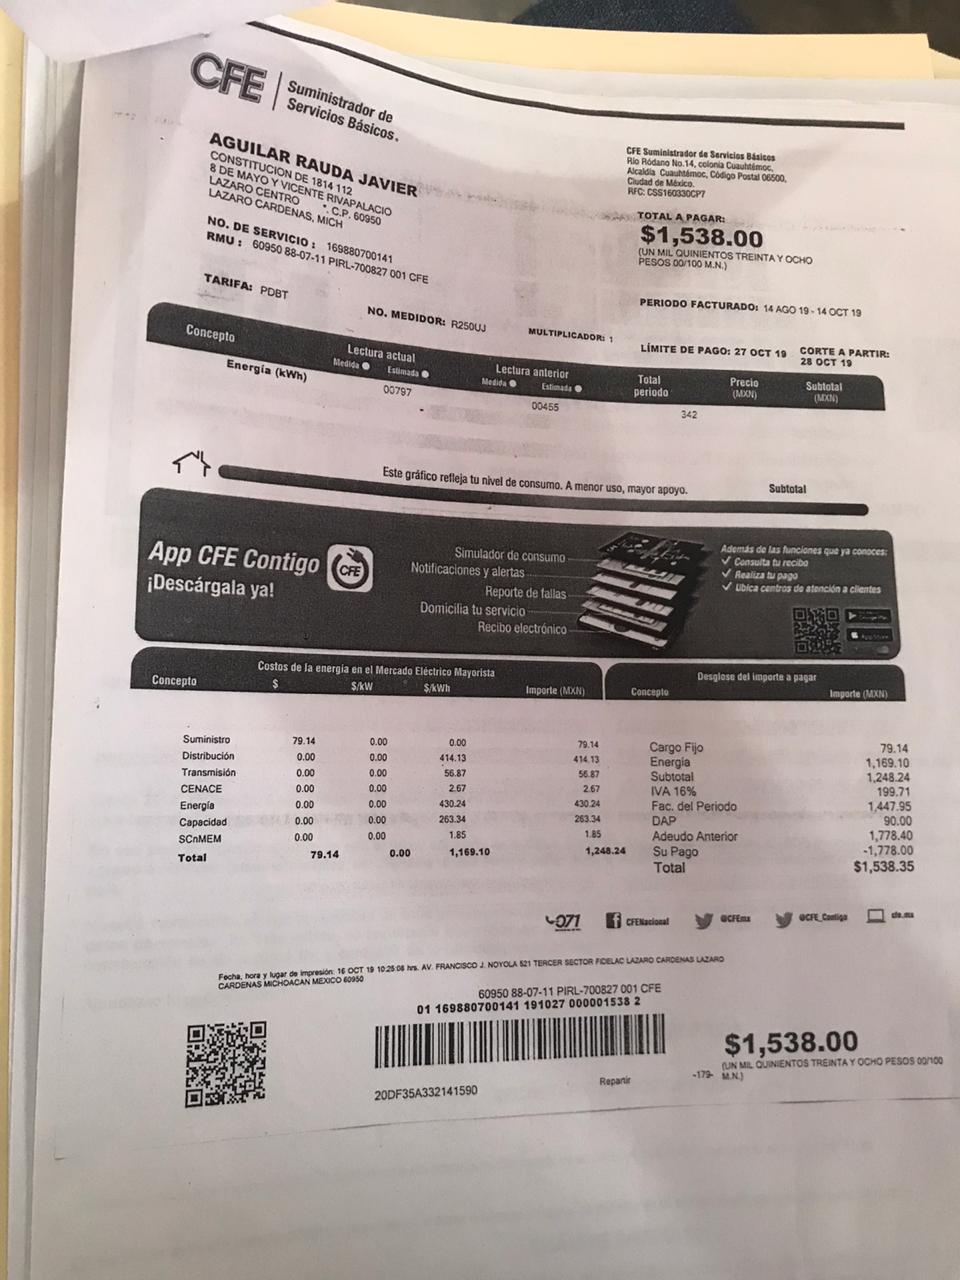 CFE Suministrador de
Servicios Básicos®
AGUILAR RAUDA JAVIER
CONSTITUCION DE 1814 112
8 DE MAYO Y VICENTE RIVAPALACIO
LAZARO CENTRO *. C.P. 60950
LAZARO CARDENAS, MICH
NO. DE SERVICIO : 169880700141
RMU : 60950 88-07-11 PIRL-700827 001 CFE
CFE Suministrador de Servicios Básicos
Río Ródano No.14, colonia Cuauhtémoc,
Alcaldía Cuauhtémoc, Código Postal 06500,
Ciudad de México.
RFC: CSS160330CP7
TOTAL A PAGAR:
$1,538.00
(UN MIL QUINIENTOS TREINTA Y OCHO
PESOS 00/100 M.N.)
PERIODO FACTURADO: 14 AGO 19 - 14 OCT 19
TARIFA: PDBT NO. MEDIDOR: R250UJ MULTIPLICADOR: 1
LÍMITE DE PAGO: 27 OCT 19 CORTE A PARTIR:
28 OCT 19
Concepto Lectura actual Lectura anterior Total Precio Subtotal
Medida Estimada Medida Estimada periodo (MXN) (MXN)
Energía (kWh) 00797 00455 342
Este gráfico refleja tu nivel de consumo. A menor uso, mayor apoyo. Subtotal
App CFE Contigo CFE
¡Descárgala ya!
Simulador de consumo
Notificaciones y alertas
Reporte de fallas
Domicilia tu servicio
Recibo electrónico
Además de las funciones que ya conoces:
Consulta tu recibo
Realiza tu pago
Ubica centros de atención a clientes
Google Play
App Store
Costos de la energía en el Mercado Eléctrico Mayorista
Concepto $ $/kW $/kWh Importe (MXN)
Suministro 79.14 0.00 0.00 79.14
Distribución 0.00 0.00 414.13 414.13
Transmisión 0.00 0.00 56.87 56.87
CENACE 0.00 0.00 2.67 2.67
Energía 0.00 0.00 430.24 430.24
Capacidad 0.00 0.00 263.34 263.34
SCnMEM 0.00 0.00 1.85 1.85
Total 79.14 0.00 1,169.10 1,248.24
Desglose del importe a pagar
Concepto Importe (MXN)
Cargo Fijo 79.14
Energía 1,169.10
Subtotal 1,248.24
IVA 16% 199.71
Fac. del Periodo 1,447.95
DAP 90.00
Adeudo Anterior 1,778.40
Su Pago -1,778.00
Total $1,538.35
071 CFENacional @CFEmx @CFE_Contigo cfe.mx
Fecha, hora y lugar de impresión: 16 OCT 19 10:25:08 hrs. AV. FRANCISCO J. NOYOLA 521 TERCER SECTOR FIDELAC LAZARO CARDENAS LAZARO
CARDENAS MICHOACAN MEXICO 60950
60950 88-07-11 PIRL-700827 001 CFE
01 169880700141 191027 000001538 2
20DF35A332141590
Repartir
-179-
$1,538.00
(UN MIL QUINIENTOS TREINTA Y OCHO PESOS 00/100
M.N.)